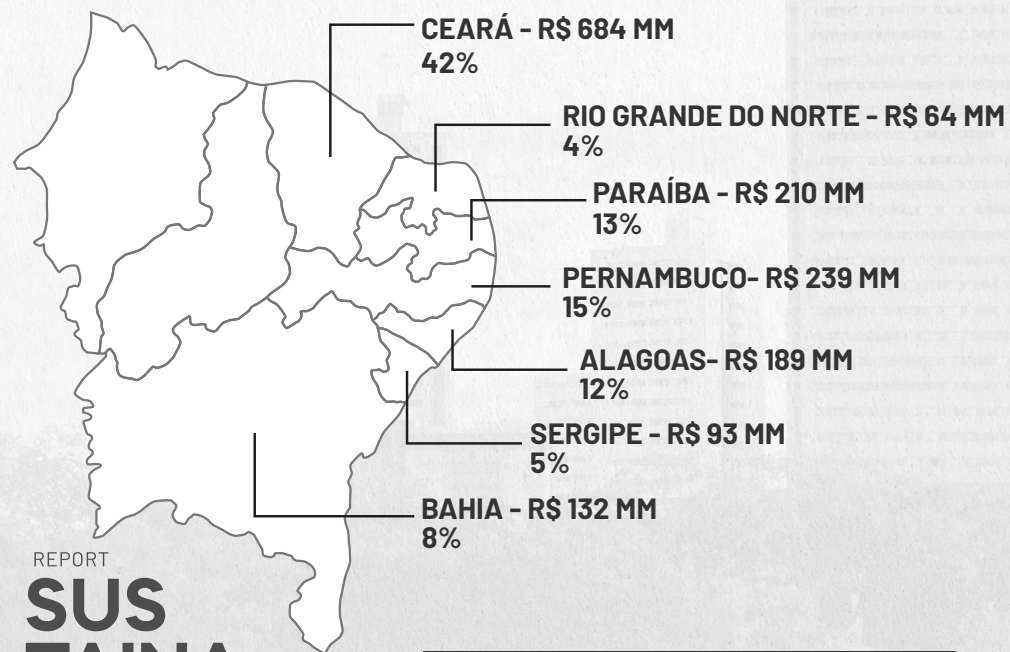 CEARÁ - R$ 684 MM
42%
RIO GRANDE DO NORTE - R$ 64 MM
4%
PARAÍBA - R$ 210 MM
13%
PERNAMBUCO- R$ 239 MM
15%
ALAGOAS- R$ 189 MM
12%
SERGIPE - R$ 93 MM
5%
BAHIA - R$ 132 MM
8%
REPORT
SUS
TAINA